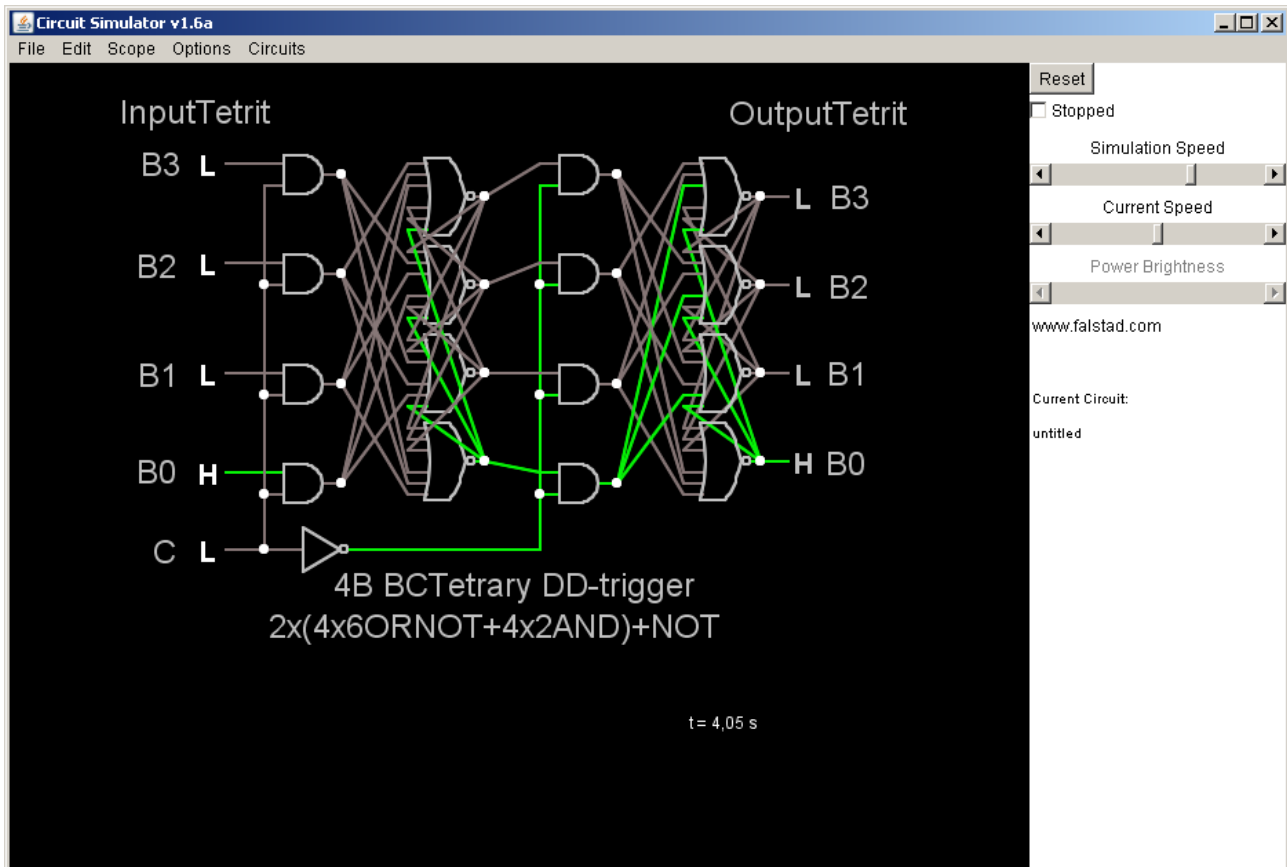 Circuit Simulator v1.6a
File Edit Scope Options Circuits
InputTetrit OutputTetrit
B3 L L B3
B2 L L B2
B1 L L B1
B0 H H B0
C L
4B BCTetrary DD-trigger
2x(4x6ORNOT+4x2AND)+NOT
t= 4,05 s
Reset
Stopped
Simulation Speed
Current Speed
Power Brightness
www.falstad.com
Current Circuit:
untitled